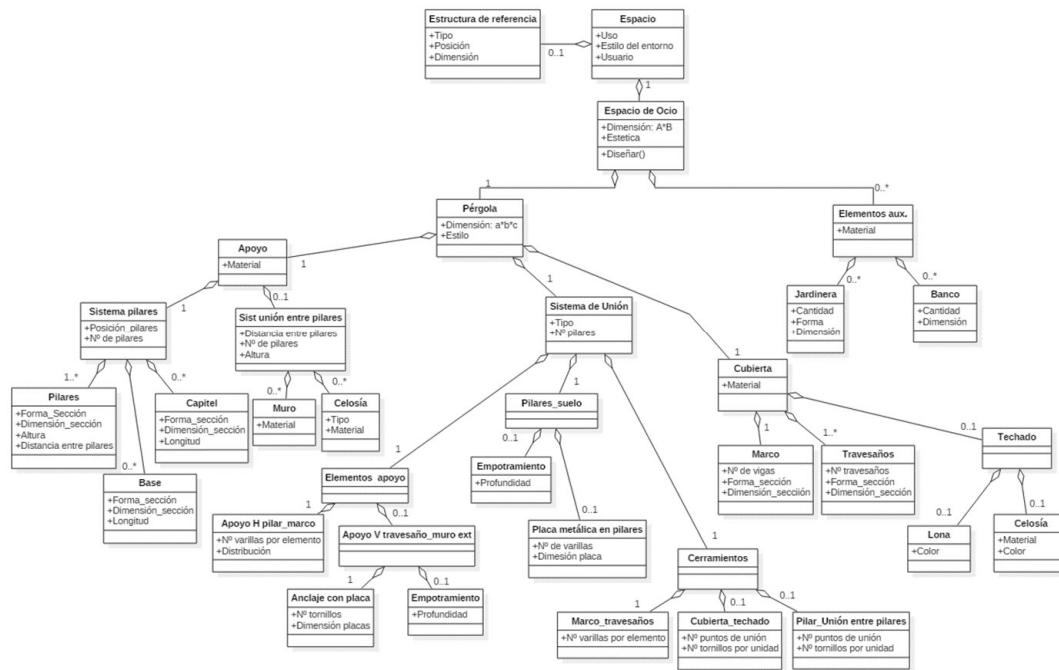 Estructura de referencia
+Tipo
+Posición
+Dimensión
0..1
Espacio
+Uso
+Estilo del entorno
+Usuario
1
Espacio de Ocio
+Dimensión: A*B
+Estetica
+Diseñar()
1
0..*
Pérgola
+Dimensión: a*b*c
+Estilo
Elementos aux.
+Material
0..*
0..*
Jardinera
+Cantidad
+Forma
+Dimensión
Banco
+Cantidad
+Dimensión
1
1
1
Apoyo
+Material
1
0..1
Sistema pilares
+Posición_pilares
+Nº de pilares
Sist unión entre pilares
+Distancia entre pilares
+Nº de pilares
+Altura
1..*
0..*
0..*
0..*
0..*
Pilares
+Forma_Sección
+Dimensión_sección
+Altura
+Distancia entre pilares
Capitel
+Forma_sección
+Dimensión_sección
+Longitud
Muro
+Material
Celosía
+Tipo
+Material
Base
+Forma_sección
+Dimensión_sección
+Longitud
Sistema de Unión
+Tipo
+Nº pilares
1
1
1
Pilares_suelo
0..1
0..1
Empotramiento
+Profundidad
Placa metálica en pilares
+Nº de varillas
+Dimesión placa
Elementos apoyo
1
0..1
Apoyo H pilar_marco
+Nº varillas por elemento
+Distribución
Apoyo V travesaño_muro ext
1
0..1
Anclaje con placa
+Nº tornillos
+Dimensión placas
Empotramiento
+Profundidad
Cerramientos
1
0..1
0..1
Marco_travesaños
+Nº varillas por elemento
Cubierta_techado
+Nº puntos de unión
+Nº tornillos por unidad
Pilar_Unión entre pilares
+Nº puntos de unión
+Nº tornillos por unidad
Cubierta
+Material
1
1..*
0..1
Marco
+Nº de vigas
+Forma_sección
+Dimensión_secciión
Travesaños
+Nº travesaños
+Forma_sección
+Dimensión_sección
Techado
0..1
0..1
Lona
+Color
Celosía
+Material
+Color